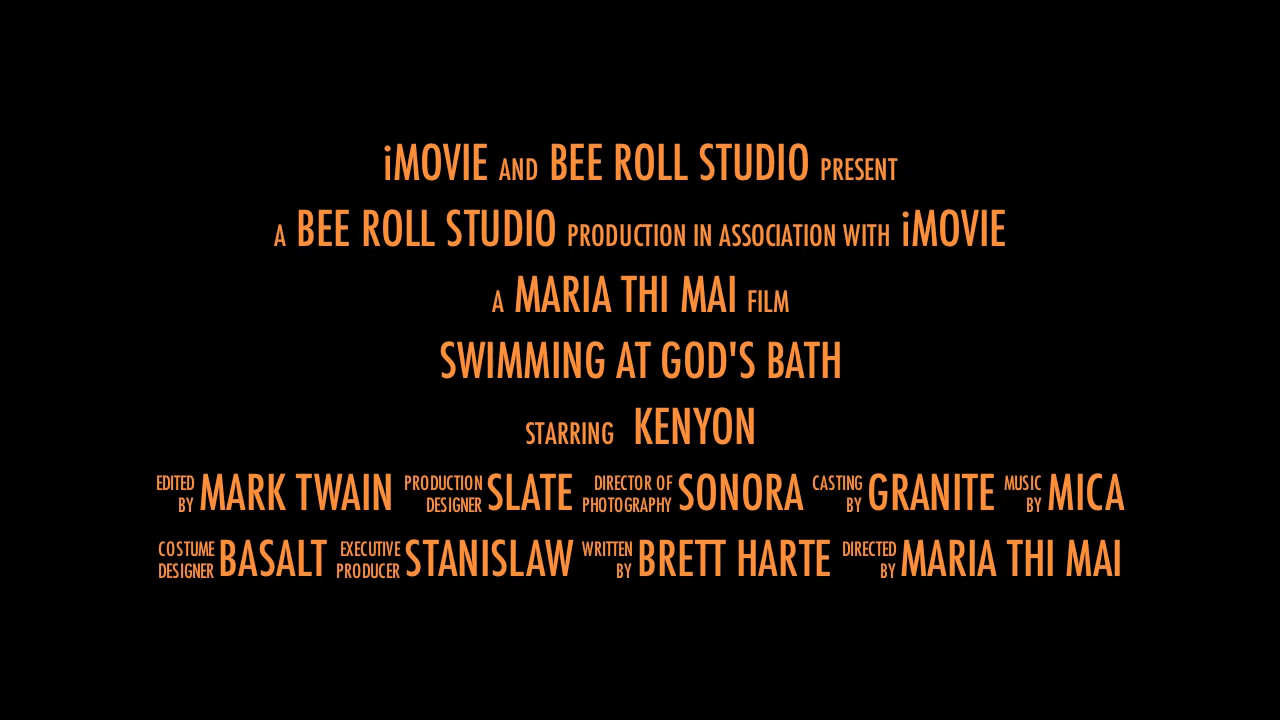 iMOVIE AND BEE ROLL STUDIO PRESENT
A BEE ROLL STUDIO PRODUCTION IN ASSOCIATION WITH iMOVIE
A MARIA THI MAI FILM
SWIMMING AT GOD'S BATH
STARRING KENYON
EDITED BY MARK TWAIN PRODUCTION DESIGNER SLATE DIRECTOR OF PHOTOGRAPHY SONORA CASTING BY GRANITE MUSIC BY MICA
COSTUME DESIGNER BASALT EXECUTIVE PRODUCER STANISLAW WRITTEN BY BRETT HARTE DIRECTED BY MARIA THI MAI